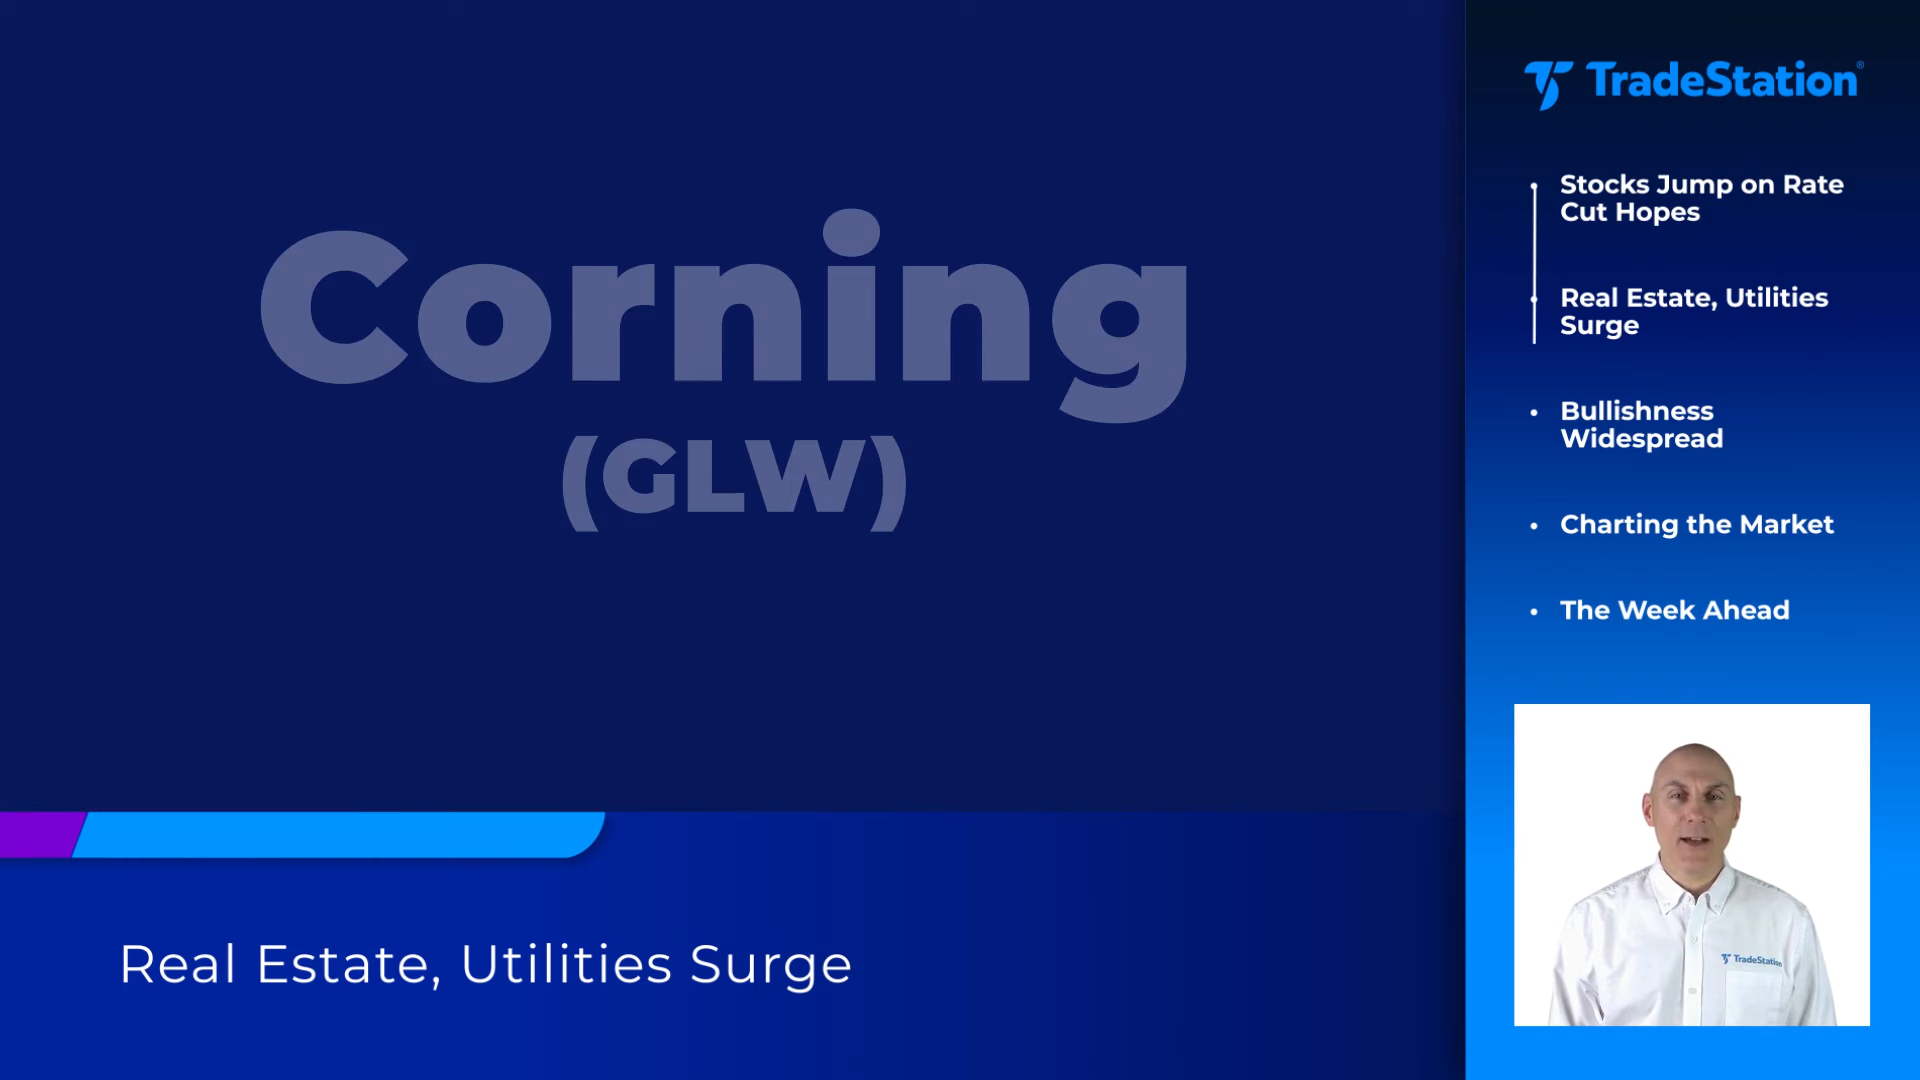 Corning
(GLW)
Real Estate, Utilities Surge
TradeStation®
Stocks Jump on Rate
Cut Hopes
Real Estate, Utilities
Surge
• Bullishness
Widespread
• Charting the Market
• The Week Ahead
TradeStation